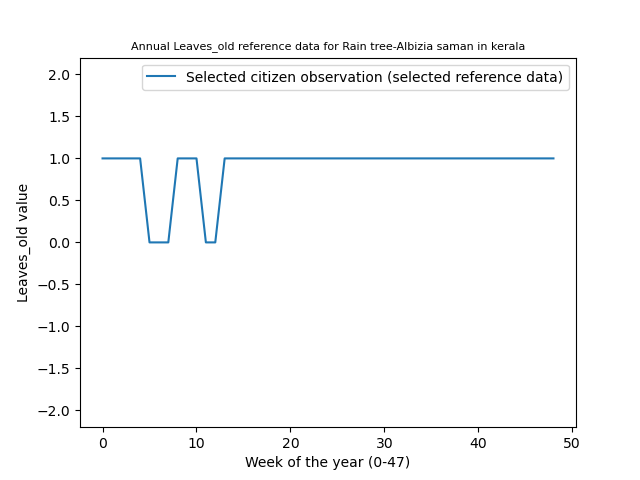 Annual Leaves_old reference data for Rain tree-Albizia saman in kerala
Selected citizen observation (selected reference data)
2.0
1.5
1.0
0.5
0.0
−0.5
−1.0
−1.5
−2.0
Leaves_old value
0 10 20 30 40 50
Week of the year (0-47)